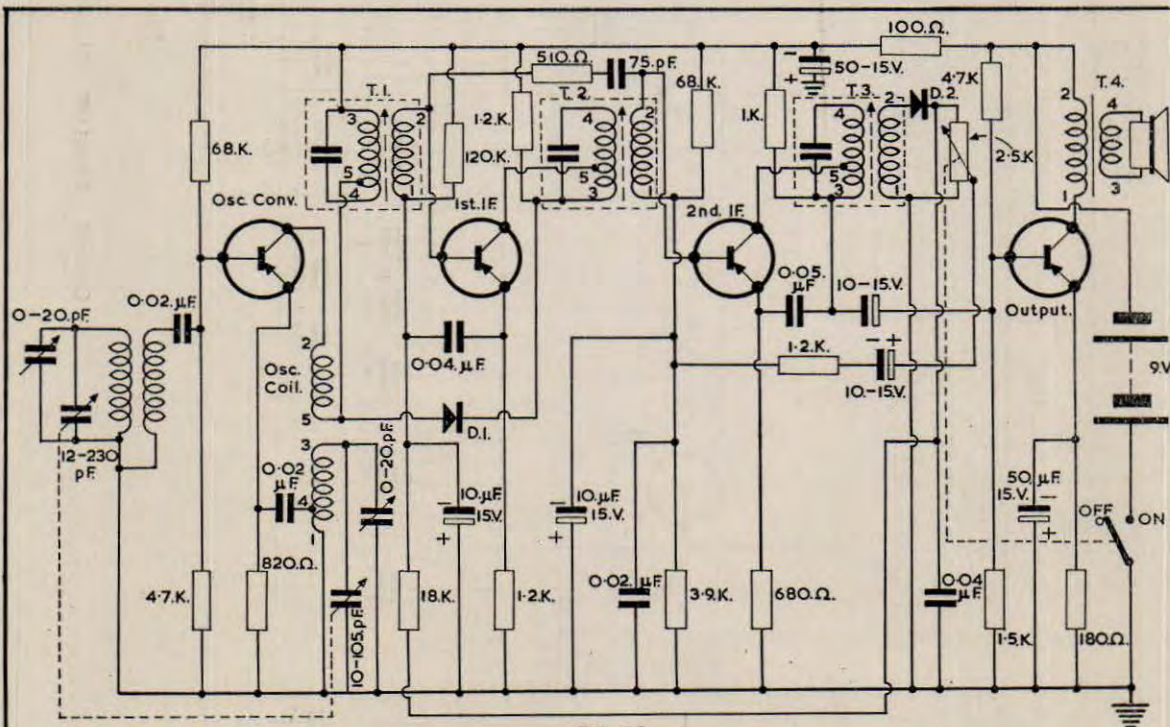 100.Ω.
510.Ω.
75.pF.
50-15.V.
4.7.K
T.1.
T.2.
T.3.
D.2.
T.4.
68.K.
1.2.K.
120.K.
68.K.
1.K.
2.5.K
3
2
4
2
4
2
2
4
5
4
1
5
3
1
5
3
1
1
3
Osc. Conv.
1st. I.F.
2nd. I.F.
Output.
0.02.µF.
0-20.pF.
0.05.
µF
10-15.V.
0.04.µF.
1.2.K.
10.-15.V.
9.V
2
Osc.
Coil.
5
D.1.
12-230
pF.
3
4
1
0.02
µF.
0-20.pF.
10.µF
15.V.
10.µF.
15.V.
50.µF
15.V.
OFF
ON
4.7.K.
820.Ω.
10-105.pF.
18.K.
1.2.K.
0.02.µF.
3.9.K.
680.Ω.
0.04
µF.
1.5.K.
180.Ω.